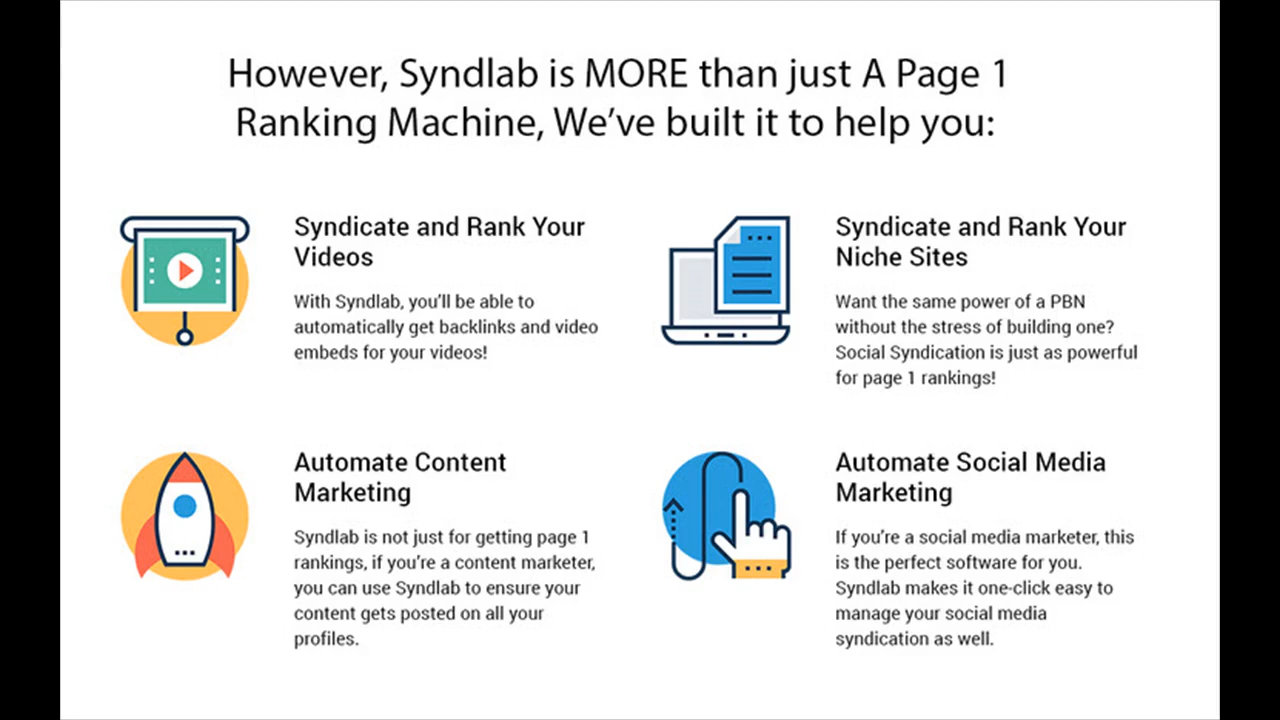 However, Syndlab is MORE than just A Page 1
Ranking Machine, We've built it to help you:
Syndicate and Rank Your
Videos
With Syndlab, you'll be able to
automatically get backlinks and video
embeds for your videos!
Syndicate and Rank Your
Niche Sites
Want the same power of a PBN
without the stress of building one?
Social Syndication is just as powerful
for page 1 rankings!
Automate Content
Marketing
Syndlab is not just for getting page 1
rankings, if you're a content marketer,
you can use Syndlab to ensure your
content gets posted on all your
profiles.
Automate Social Media
Marketing
If you're a social media marketer, this
is the perfect software for you.
Syndlab makes it one-click easy to
manage your social media
syndication as well.